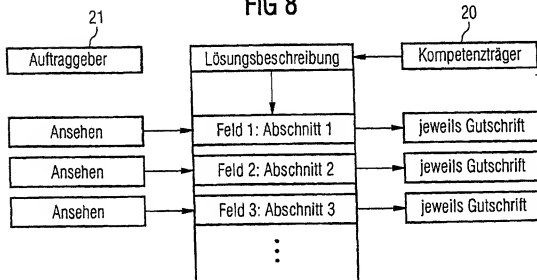 FIG 8
21
20
Auftraggeber
Lösungsbeschreibung
Kompetenzträger
Ansehen
Feld 1: Abschnitt 1
jeweils Gutschrift
Ansehen
Feld 2: Abschnitt 2
jeweils Gutschrift
Ansehen
Feld 3: Abschnitt 3
jeweils Gutschrift